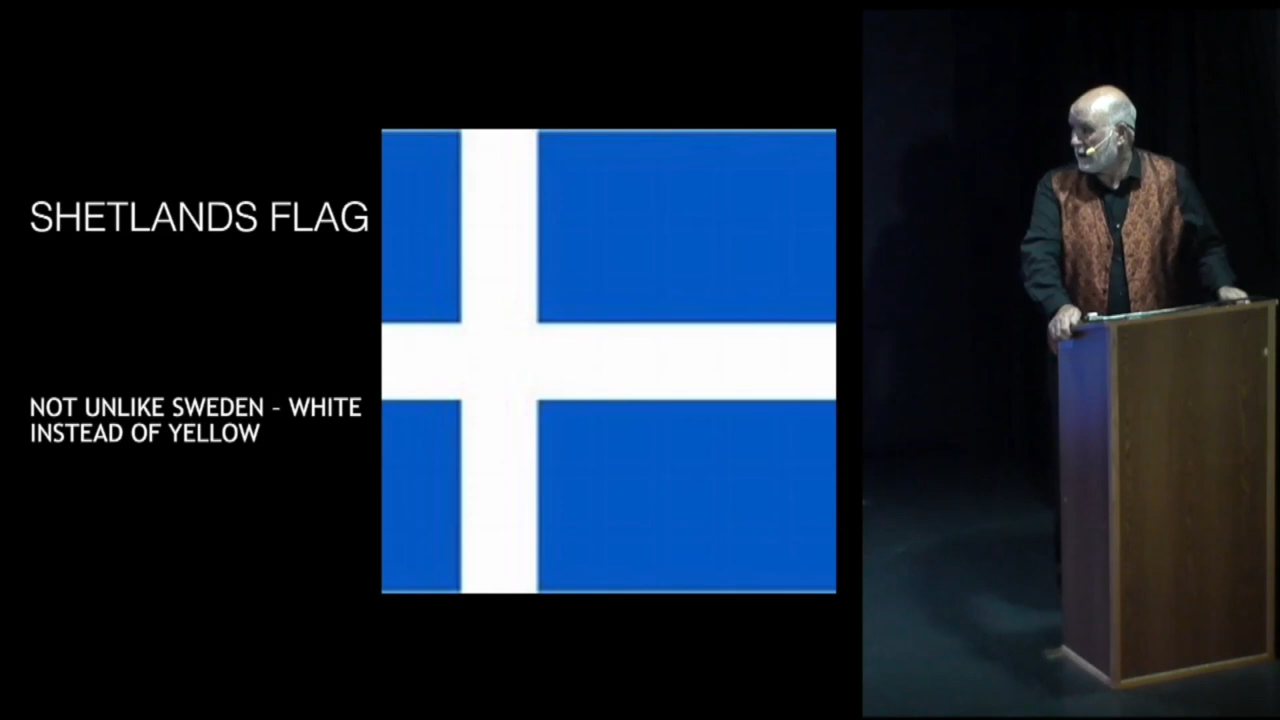 SHETLANDS FLAG
NOT UNLIKE SWEDEN – WHITE
INSTEAD OF YELLOW